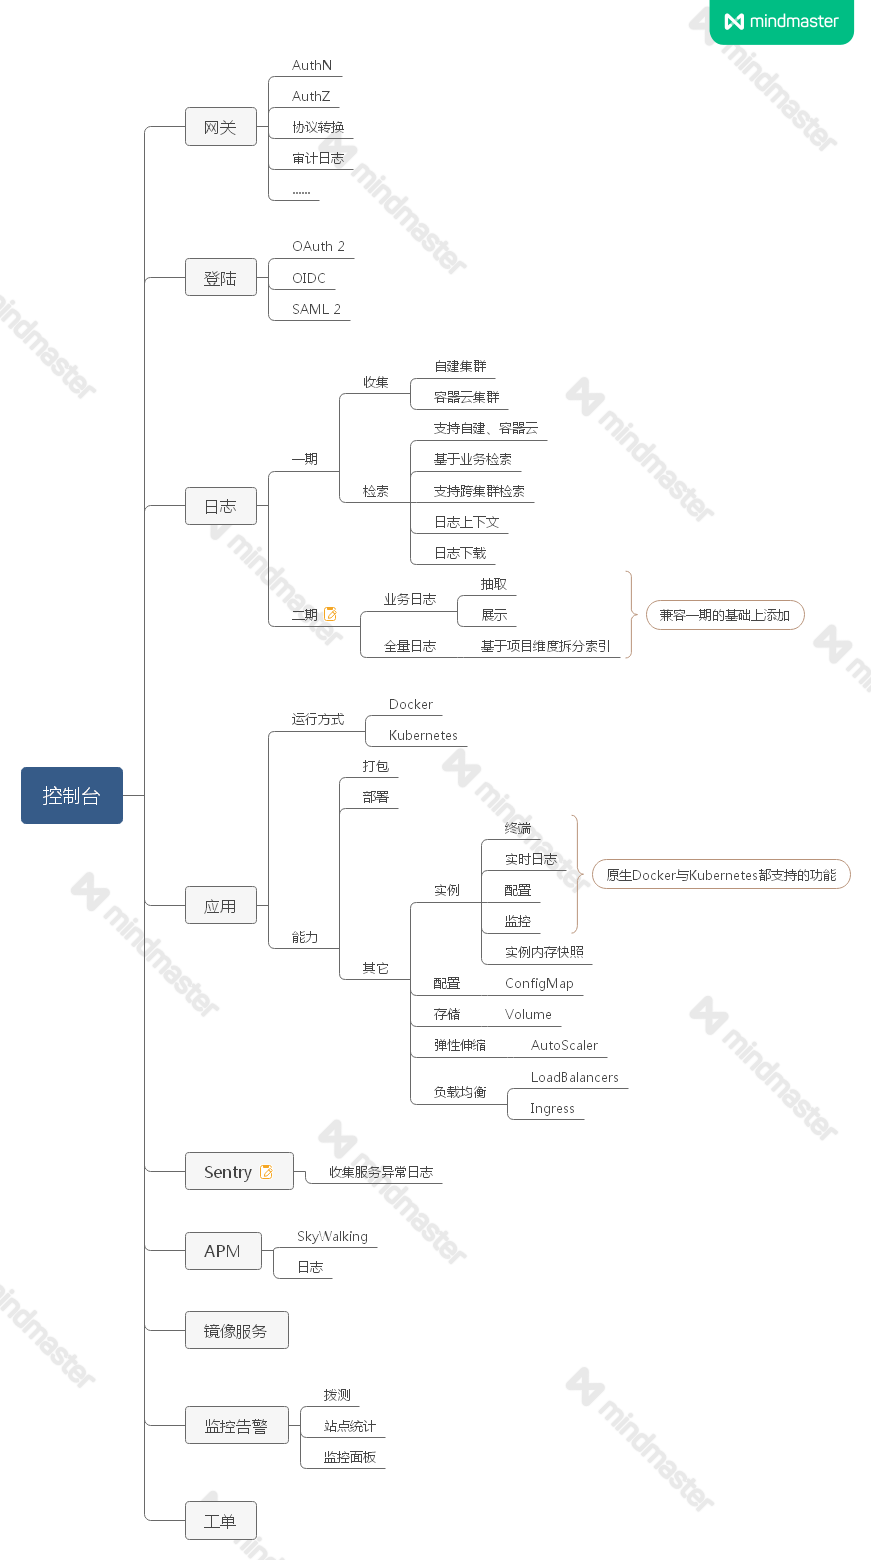 mindmaster
控制台
网关
AuthN
AuthZ
协议转换
审计日志
......
登陆
OAuth 2
OIDC
SAML 2
日志
一期
收集
自建集群
容器云集群
检索
支持自建、容器云
基于业务检索
支持跨集群检索
日志上下文
日志下载
二期
业务日志
抽取
展示
全量日志
基于项目维度拆分索引
兼容一期的基础上添加
应用
运行方式
Docker
Kubernetes
能力
打包
部署
其它
实例
终端
实时日志
配置
监控
实例内存快照
原生Docker与Kubernetes都支持的功能
配置
ConfigMap
存储
Volume
弹性伸缩
AutoScaler
负载均衡
LoadBalancers
Ingress
Sentry
收集服务异常日志
APM
SkyWalking
日志
镜像服务
监控告警
拨测
站点统计
监控面板
工单